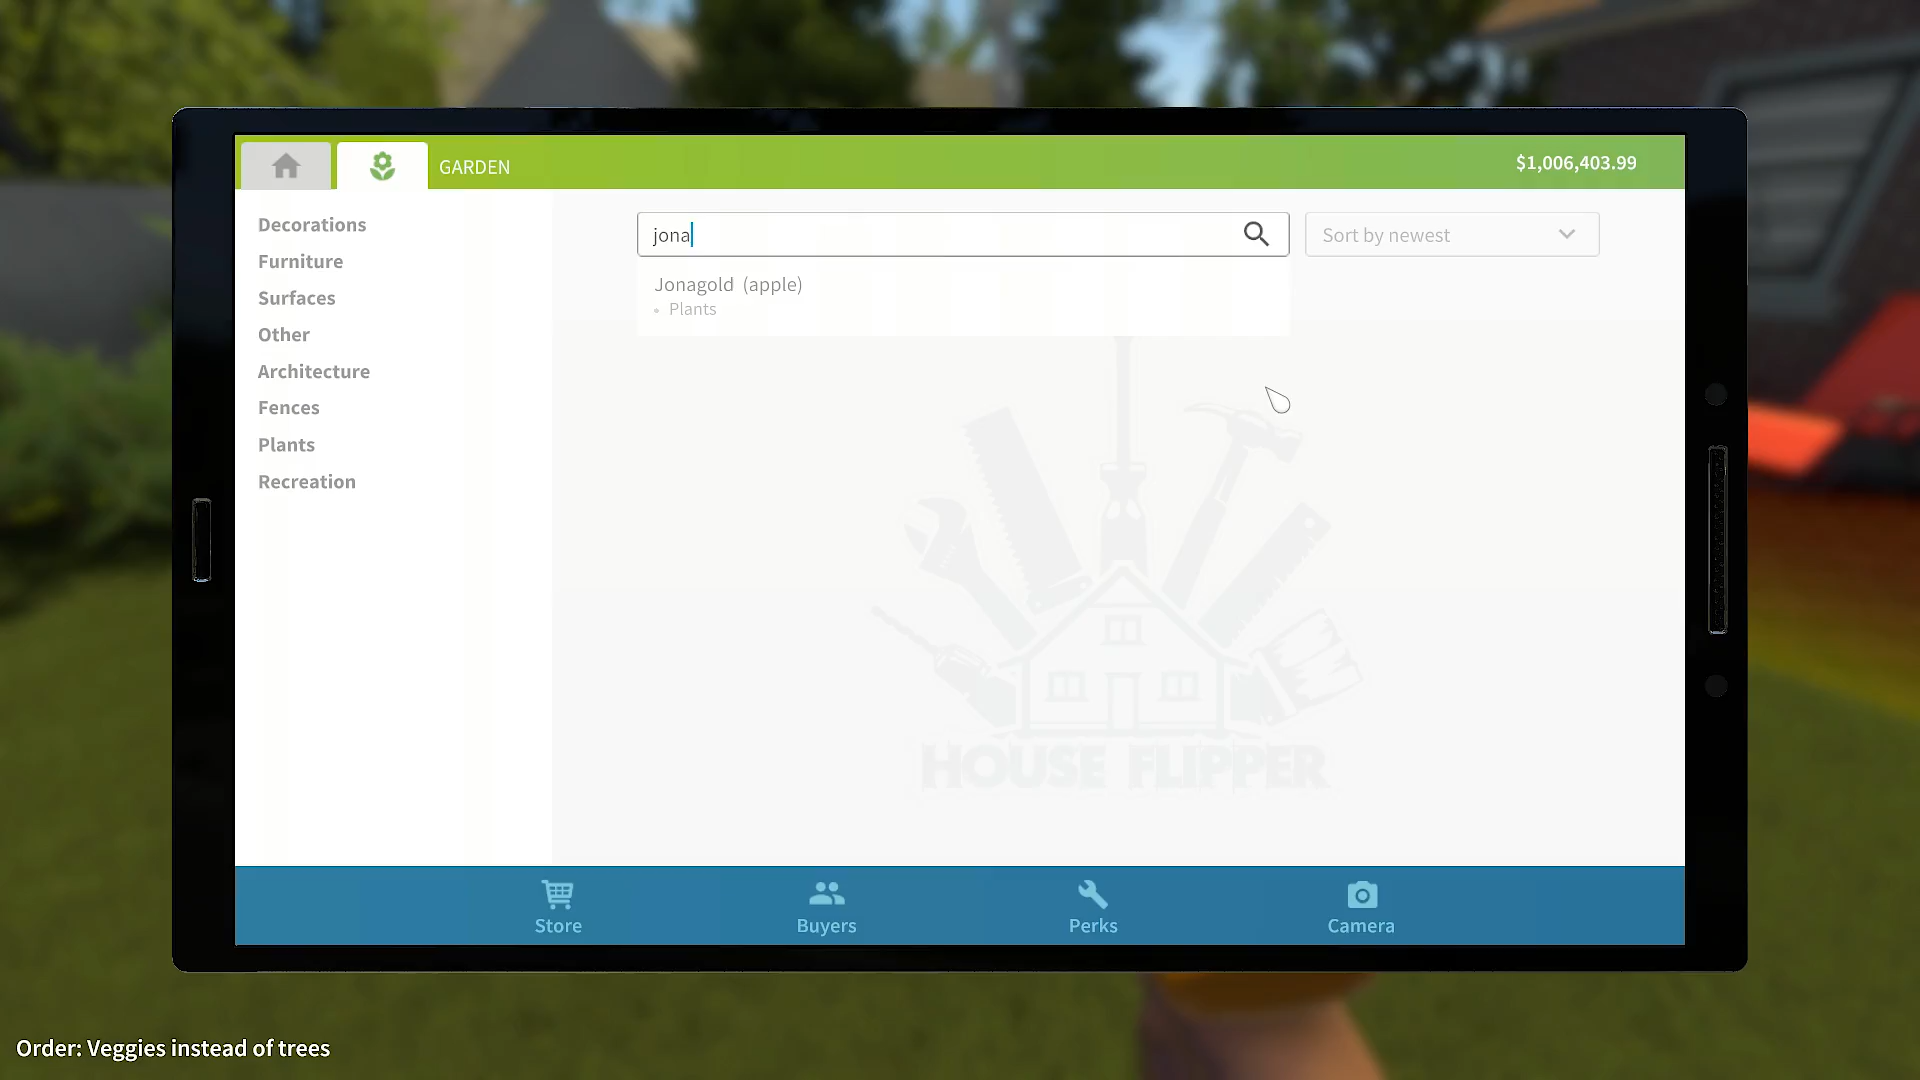 GARDEN
$1,006,403.99
Decorations
Furniture
Surfaces
Other
Architecture
Fences
Plants
Recreation
jona
Sort by newest
Jonagold (apple)
• Plants
HOUSE FLIPPER
Store
Buyers
Perks
Camera
Order: Veggies instead of trees